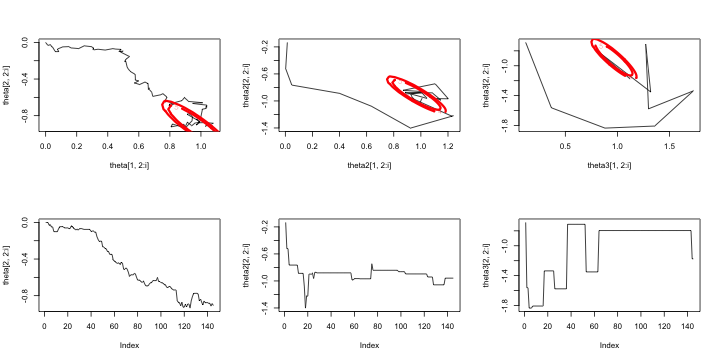 theta[2, 2:i]
0.0
-0.4
-0.8
0.0 0.2 0.4 0.6 0.8 1.0
theta[1, 2:i]
theta2[2, 2:i]
-0.2
-0.6
-1.0
-1.4
0.0 0.2 0.4 0.6 0.8 1.0 1.2
theta2[1, 2:i]
theta3[2, 2:i]
-1.0
-1.4
-1.8
0.5 1.0 1.5
theta3[1, 2:i]
theta[2, 2:i]
0.0
-0.4
-0.8
0 20 40 60 80 100 120 140
Index
theta2[2, 2:i]
-0.2
-0.6
-1.0
-1.4
0 20 40 60 80 100 120 140
Index
theta3[2, 2:i]
-1.0
-1.4
-1.8
0 20 40 60 80 100 120 140
Index